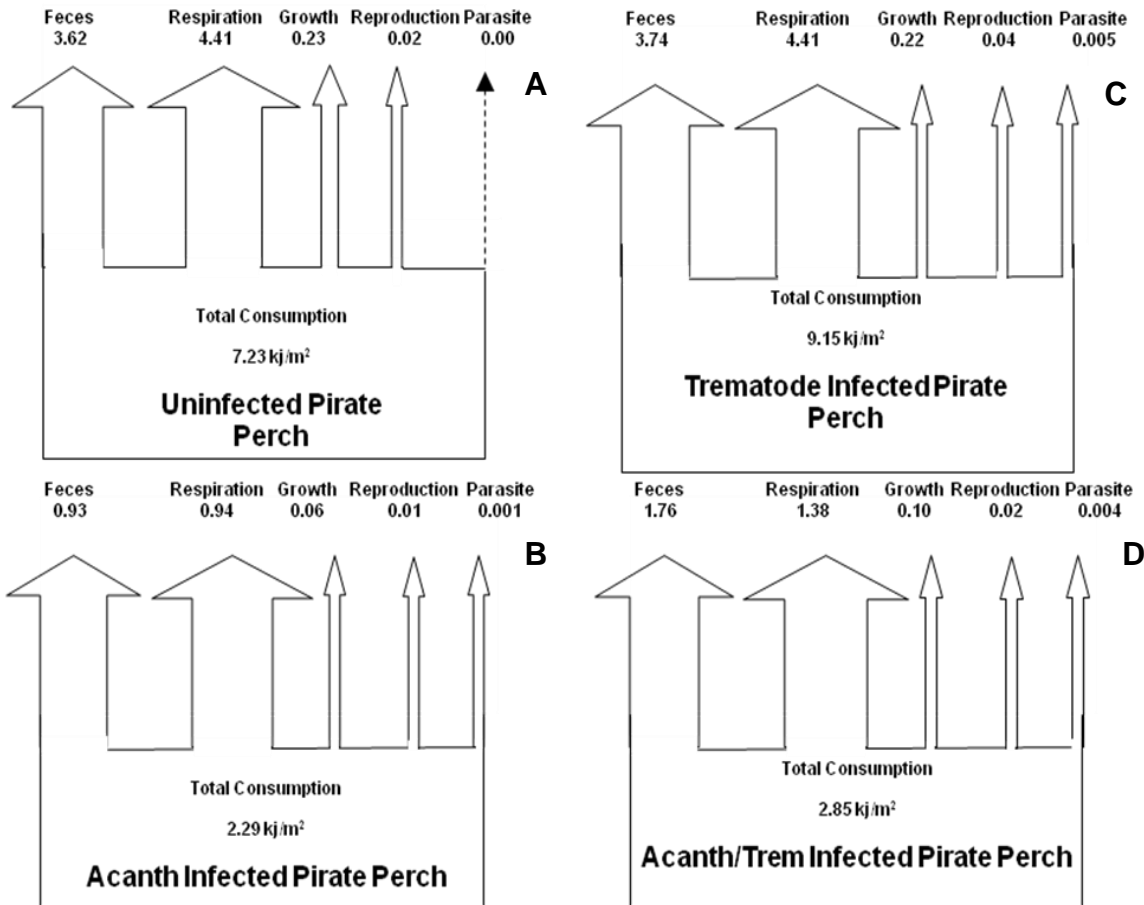 Feces Respiration Growth Reproduction Parasite
3.62 4.41 0.23 0.02 0.00
A
Total Consumption
7.23 kj/m²
Uninfected Pirate
Perch
Feces Respiration Growth Reproduction Parasite
3.74 4.41 0.22 0.04 0.005
C
Total Consumption
9.15 kj/m²
Trematode Infected Pirate
Perch
Feces Respiration Growth Reproduction Parasite
0.93 0.94 0.06 0.01 0.001
B
Total Consumption
2.29 kj/m²
Acanth Infected Pirate Perch
Feces Respiration Growth Reproduction Parasite
1.76 1.38 0.10 0.02 0.004
D
Total Consumption
2.85 kj/m²
Acanth/Trem Infected Pirate Perch